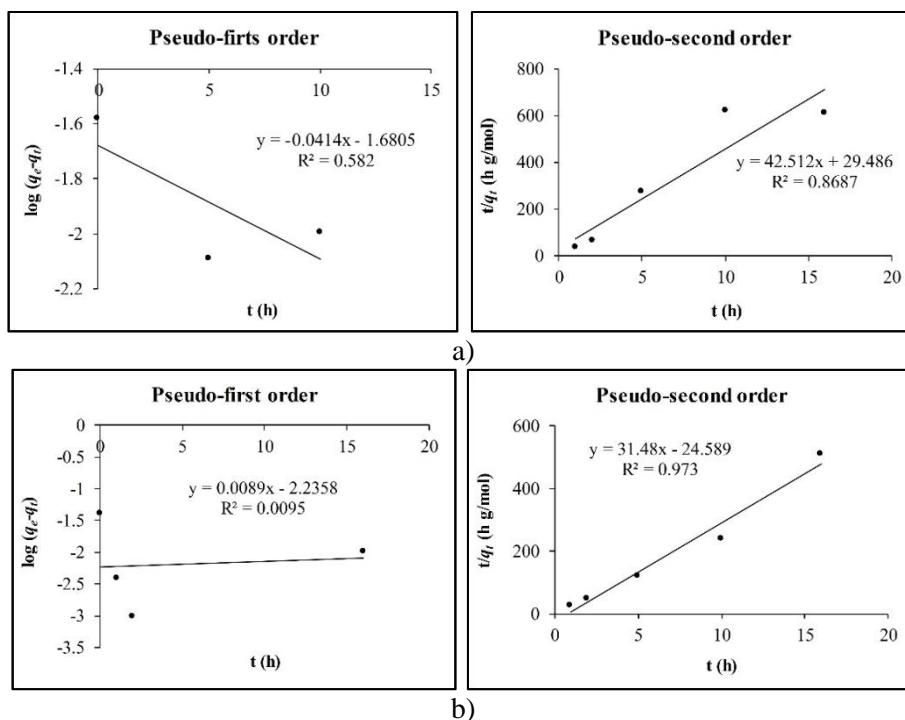 Pseudo-firts order
-1.4
0
5
10
15
-1.6
-1.8
-2
-2.2
y = -0.0414x - 1.6805
R² = 0.582
log (qe-qt)
t (h)
Pseudo-second order
800
600
400
200
0
0
5
10
15
20
y = 42.512x + 29.486
R² = 0.8687
t/qt (h g/mol)
t (h)
a)
Pseudo-first order
0
0
5
10
15
20
-0.5
-1
-1.5
-2
-2.5
-3
-3.5
y = 0.0089x - 2.2358
R² = 0.0095
log (qe-qt)
t (h)
Pseudo-second order
600
400
200
0
0
5
10
15
20
y = 31.48x - 24.589
R² = 0.973
t/qt (h g/mol)
t (h)
b)